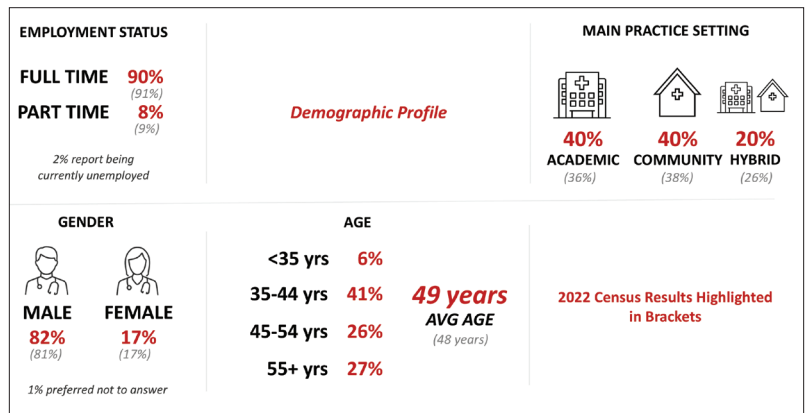 EMPLOYMENT STATUS
FULL TIME 90%
(91%)
PART TIME 8%
(9%)
2% report being
currently unemployed
Demographic Profile
MAIN PRACTICE SETTING
40% 40% 20%
ACADEMIC COMMUNITY HYBRID
(36%) (38%) (26%)
GENDER
MALE FEMALE
82% 17%
(81%) (17%)
1% preferred not to answer
AGE
<35 yrs 6%
35-44 yrs 41%
45-54 yrs 26%
55+ yrs 27%
49 years
AVG AGE
(48 years)
2022 Census Results Highlighted
in Brackets